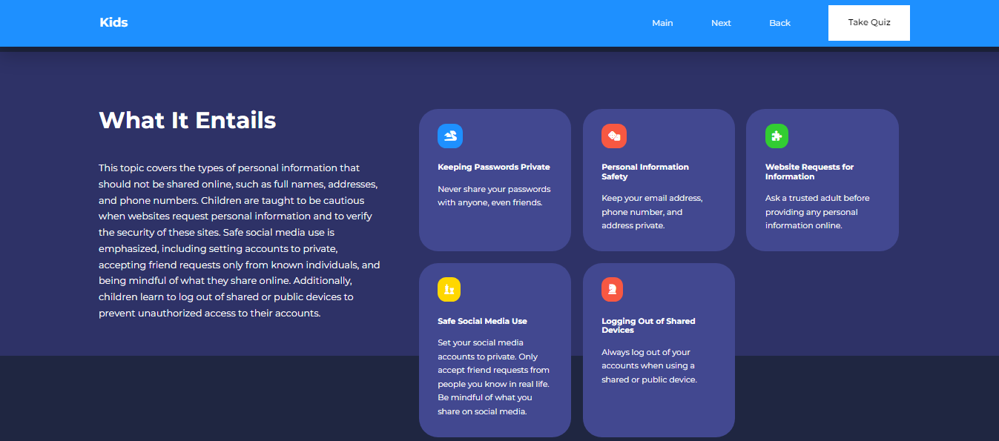 Kids
Main
Next
Back
Take Quiz
What It Entails
This topic covers the types of personal information that
should not be shared online, such as full names, addresses,
and phone numbers. Children are taught to be cautious
when websites request personal information and to verify
the security of these sites. Safe social media use is
emphasized, including setting accounts to private,
accepting friend requests only from known individuals, and
being mindful of what they share online. Additionally,
children learn to log out of shared or public devices to
prevent unauthorized access to their accounts.
Keeping Passwords Private
Never share your passwords
with anyone, even friends.
Personal Information
Safety
Keep your email address,
phone number, and
address private.
Website Requests for
Information
Ask a trusted adult before
providing any personal
information online.
Safe Social Media Use
Set your social media
accounts to private. Only
accept friend requests from
people you know in real life.
Be mindful of what you
share on social media.
Logging Out of Shared
Devices
Always log out of your
accounts when using a
shared or public device.